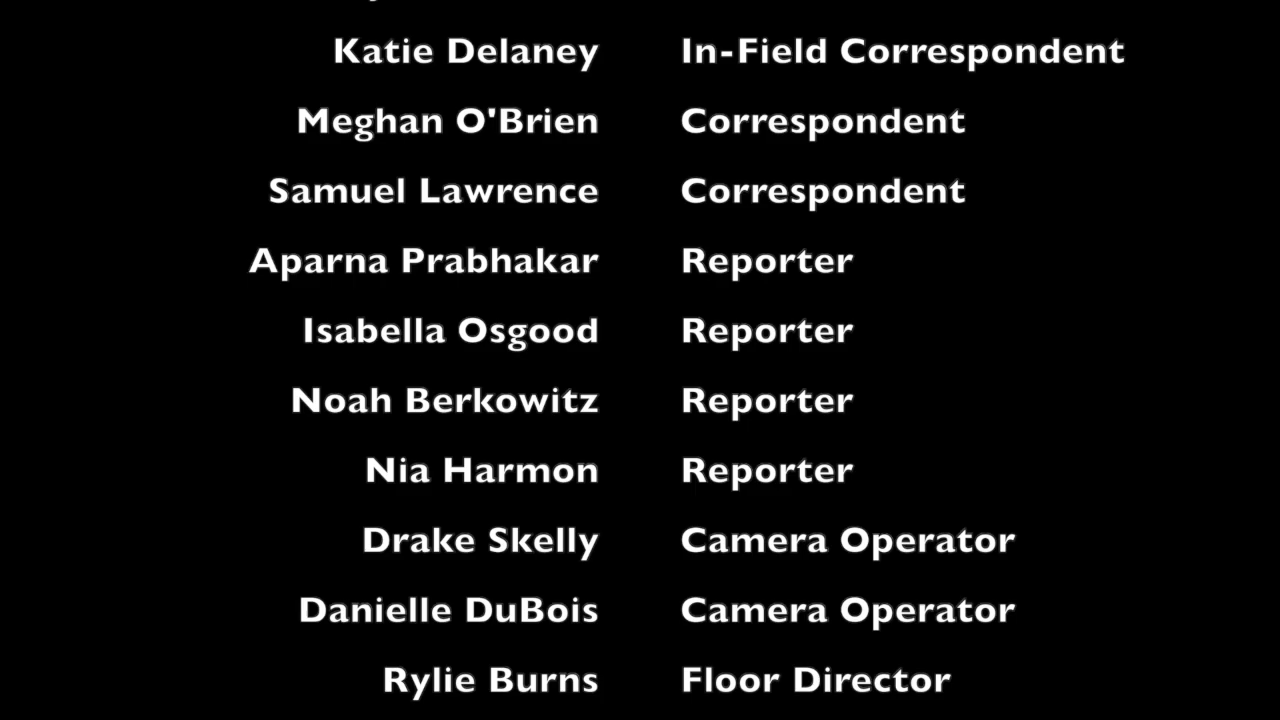 Katie Delaney In-Field Correspondent
Meghan O'Brien Correspondent
Samuel Lawrence Correspondent
Aparna Prabhakar Reporter
Isabella Osgood Reporter
Noah Berkowitz Reporter
Nia Harmon Reporter
Drake Skelly Camera Operator
Danielle DuBois Camera Operator
Rylie Burns Floor Director